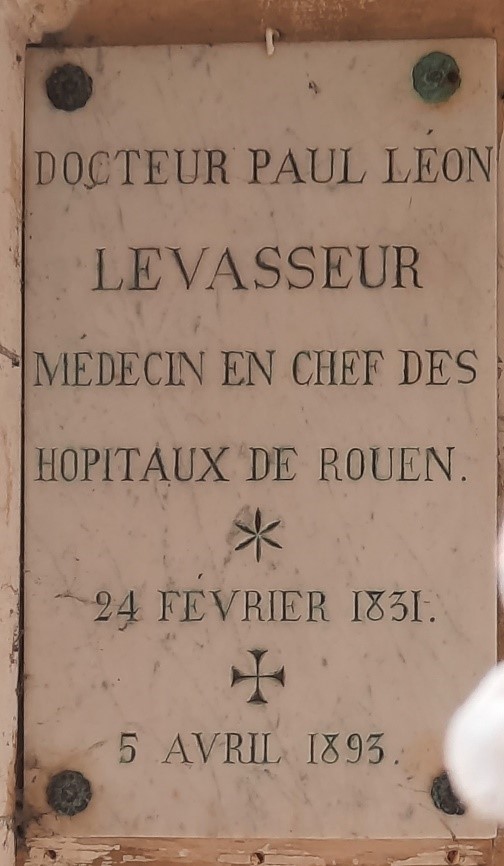 DOCTEUR PAUL LÉON
LEVASSEUR
MÉDECIN EN CHEF DES
HOPITAUX DE ROUEN.
24 FÉVRIER 1831.
5 AVRIL 1893.